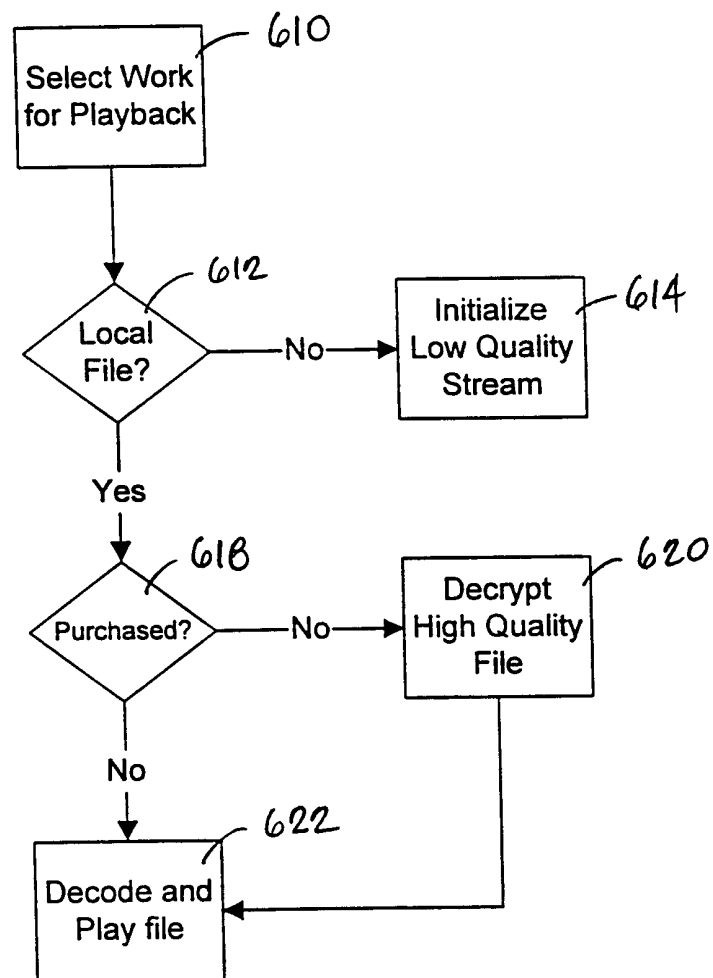 610
Select Work
for Playback
612
Local
File?
No
614
Initialize
Low Quality
Stream
Yes
618
Purchased?
No
620
Decrypt
High Quality
File
No
622
Decode and
Play file